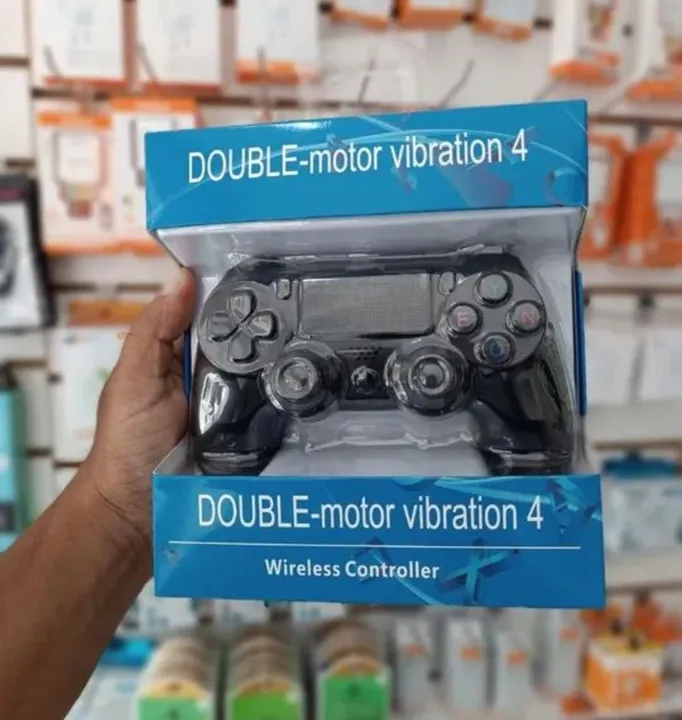 DOUBLE-motor vibration 4
Y
E N
O
DOUBLE-motor vibration 4
Wireless Controller